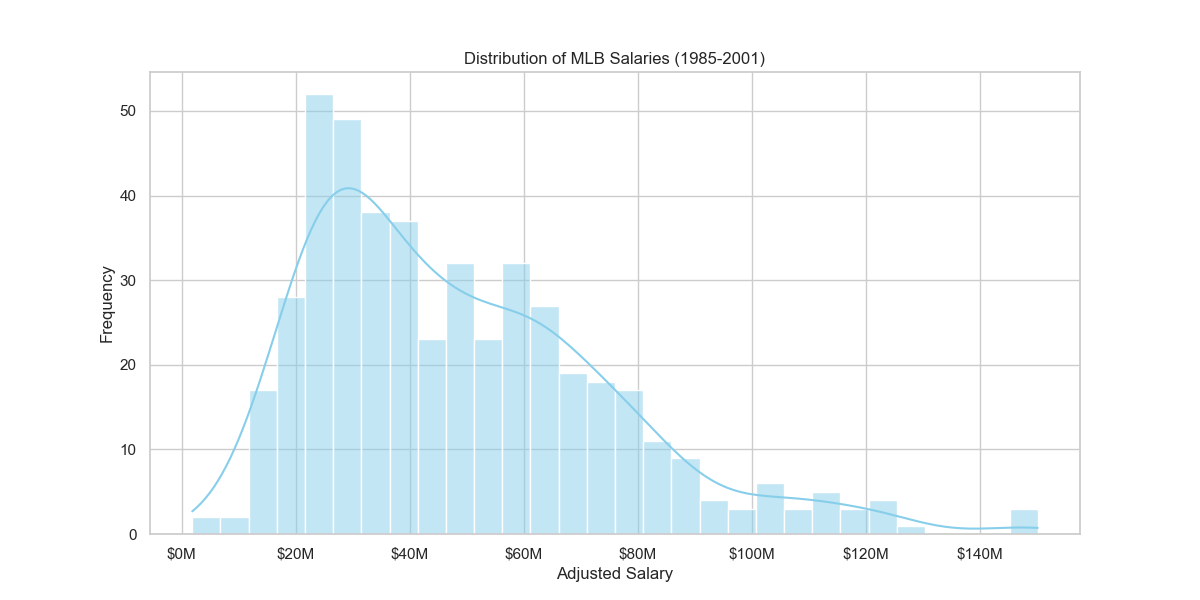 Distribution of MLB Salaries (1985-2001)
50
40
30
20
10
0
Frequency
$0M $20M $40M $60M $80M $100M $120M $140M
Adjusted Salary